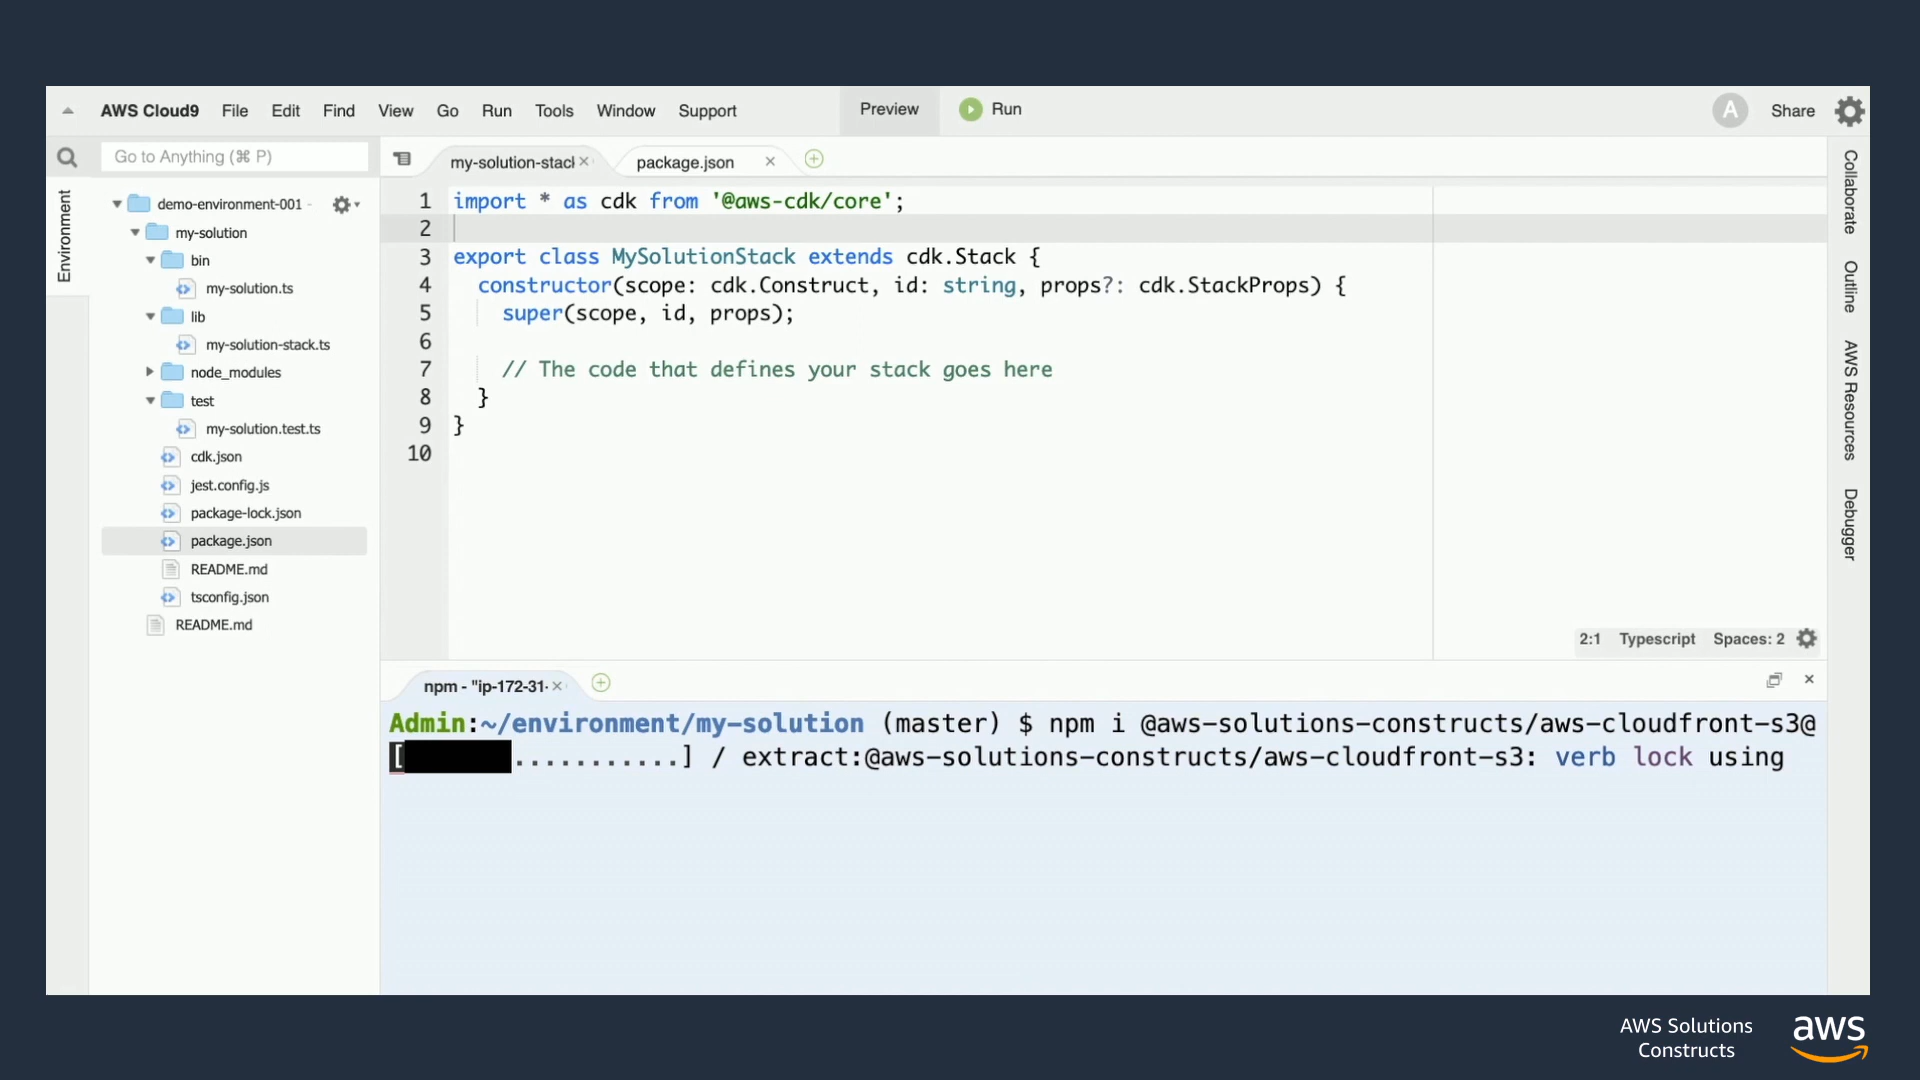 AWS Cloud9 File Edit Find View Go Run Tools Window Support Preview Run A Share
Go to Anything (⌘ P)
my-solution-stack package.json
Environment
demo-environment-001 -
my-solution
bin
my-solution.ts
lib
my-solution-stack.ts
node_modules
test
my-solution.test.ts
cdk.json
jest.config.js
package-lock.json
package.json
README.md
tsconfig.json
README.md
1 import * as cdk from '@aws-cdk/core';
2
3 export class MySolutionStack extends cdk.Stack {
4 constructor(scope: cdk.Construct, id: string, props?: cdk.StackProps) {
5 super(scope, id, props);
6
7 // The code that defines your stack goes here
8 }
9 }
10
2:1 Typescript Spaces: 2
Collaborate
Outline
AWS Resources
Debugger
npm - "ip-172-31-
Admin:~/environment/my-solution (master) $ npm i @aws-solutions-constructs/aws-cloudfront-s3@
[...........] / extract:@aws-solutions-constructs/aws-cloudfront-s3: verb lock using
AWS Solutions
Constructs
aws